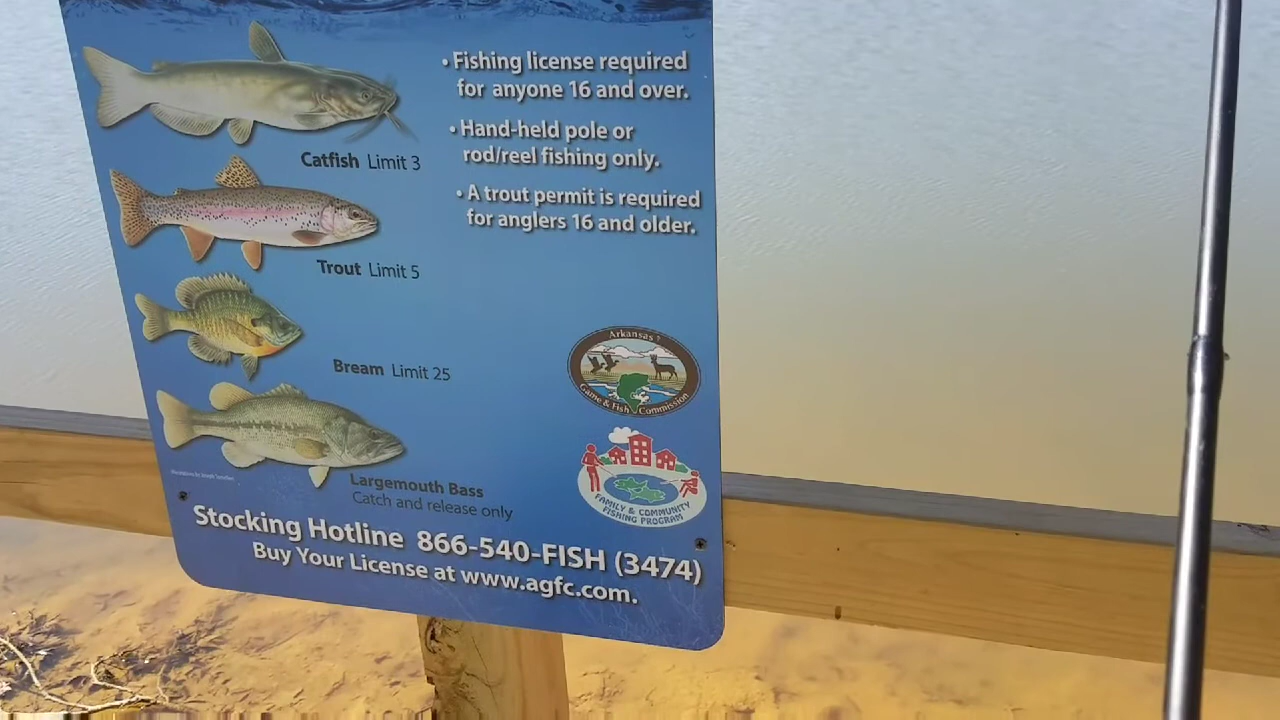 • Fishing license required
for anyone 16 and over.
• Hand-held pole or
rod/reel fishing only.
• A trout permit is required
for anglers 16 and older.
Catfish Limit 3
Trout Limit 5
Bream Limit 25
Largemouth Bass
Catch and release only
Arkansas
Game & Fish Commission
FAMILY & COMMUNITY
FISHING PROGRAM
Stocking Hotline 866-540-FISH (3474)
Buy Your License at www.agfc.com.